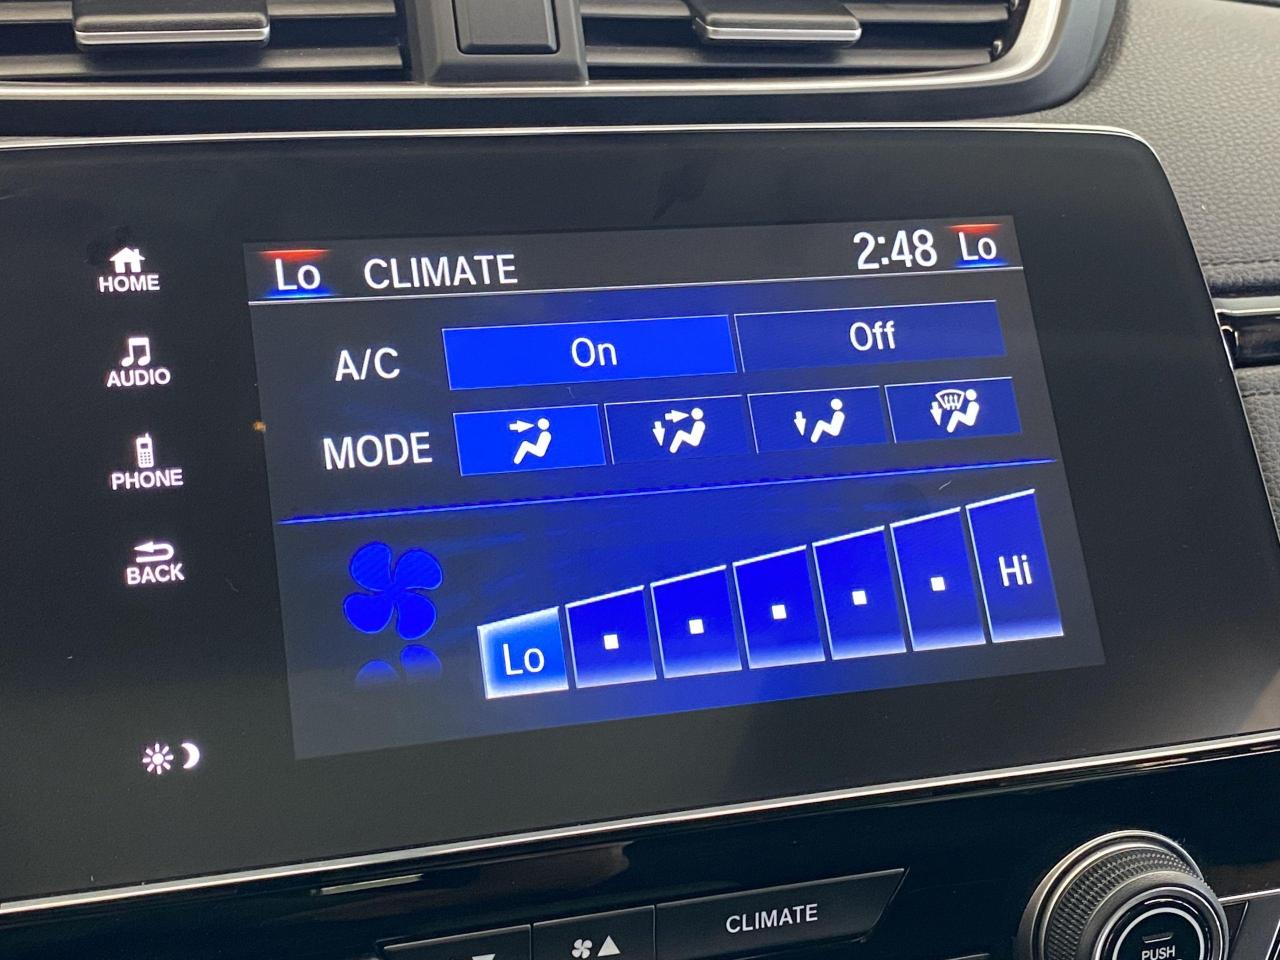 HOME
AUDIO
PHONE
BACK
Lo CLIMATE 2:48 Lo
A/C On Off
MODE
Lo Hi
CLIMATE
PUSH